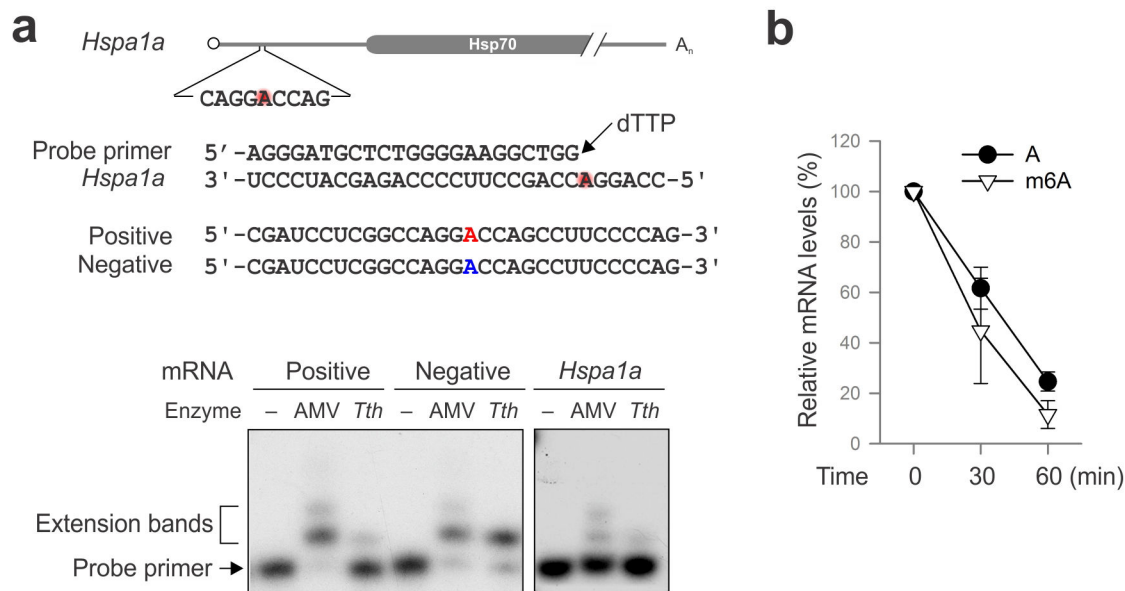 a
Hspa1a
Hsp70
An
CAGGACCAG
dTTP
Probe primer 5′-AGGGATGCTCTGGGGAAGGCTGG
Hspa1a 3'-UCCCUACGAGACCCCUUCCGACCAGGACC-5'
Positive 5'-CGAUCCUCGGCCAGGACCAGCCUUCCCCAG-3'
Negative 5'-CGAUCCUCGGCCAGGACCAGCCUUCCCCAG-3'
mRNA Positive Negative Hspa1a
Enzyme – AMV Tth – AMV Tth – AMV Tth
Extension bands
Probe primer
b
Relative mRNA levels (%)
120
100
80
60
40
20
0
A
m6A
Time 0 30 60 (min)